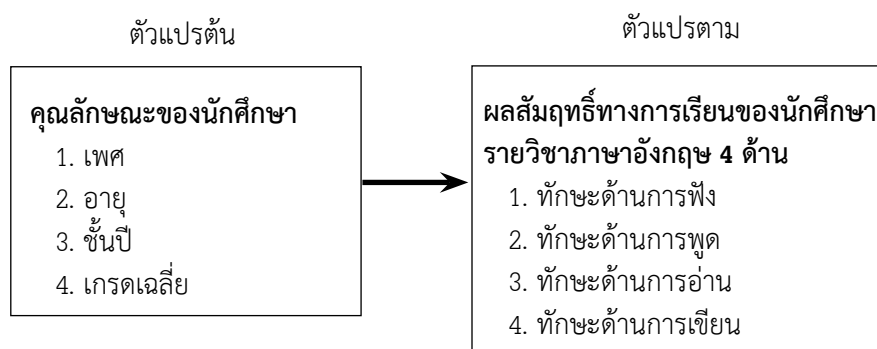 ตัวแปรต้น
คุณลักษณะของนักศึกษา
1. เพศ
2. อายุ
3. ชั้นปี
4. เกรดเฉลี่ย
ตัวแปรตาม
ผลสัมฤทธิ์ทางการเรียนของนักศึกษา
รายวิชาภาษาอังกฤษ 4 ด้าน
1. ทักษะด้านการฟัง
2. ทักษะด้านการพูด
3. ทักษะด้านการอ่าน
4. ทักษะด้านการเขียน